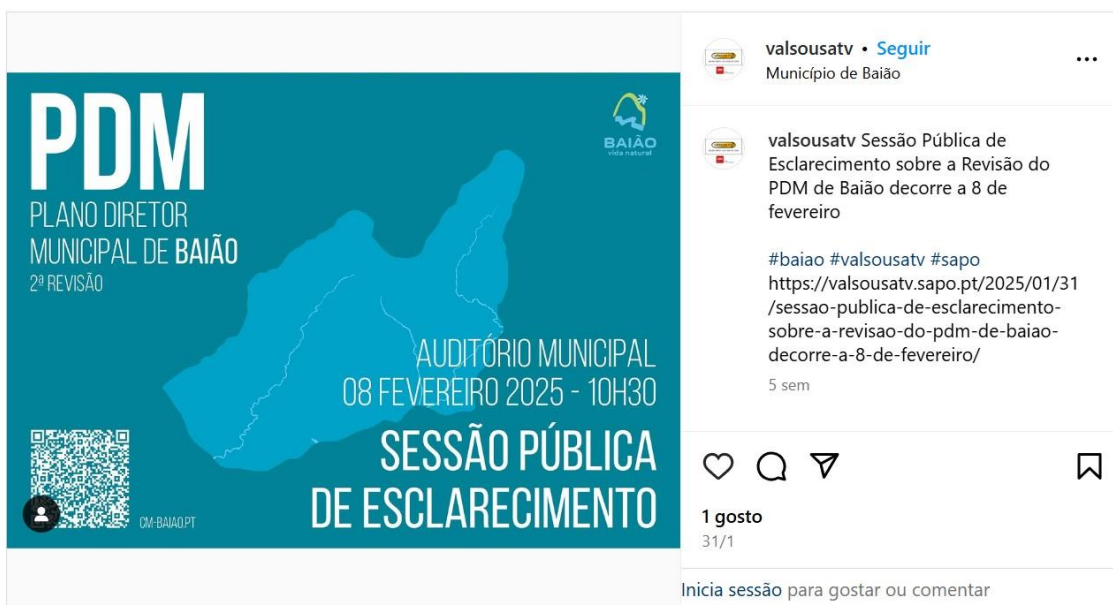 PDM
PLANO DIRETOR
MUNICIPAL DE BAIÃO
2ª REVISÃO
BAIÃO
vida natural
AUDITÓRIO MUNICIPAL
08 FEVEREIRO 2025 - 10H30
SESSÃO PÚBLICA
DE ESCLARECIMENTO
CM-BAIAO.PT
valsousatv • Seguir
Município de Baião
valsousatv Sessão Pública de
Esclarecimento sobre a Revisão do
PDM de Baião decorre a 8 de
fevereiro
#baiao #valsousatv #sapo
https://valsousatv.sapo.pt/2025/01/31
/sessao-publica-de-esclarecimento-
sobre-a-revisao-do-pdm-de-baiao-
decorre-a-8-de-fevereiro/
5 sem
1 gosto
31/1
Inicia sessão para gostar ou comentar